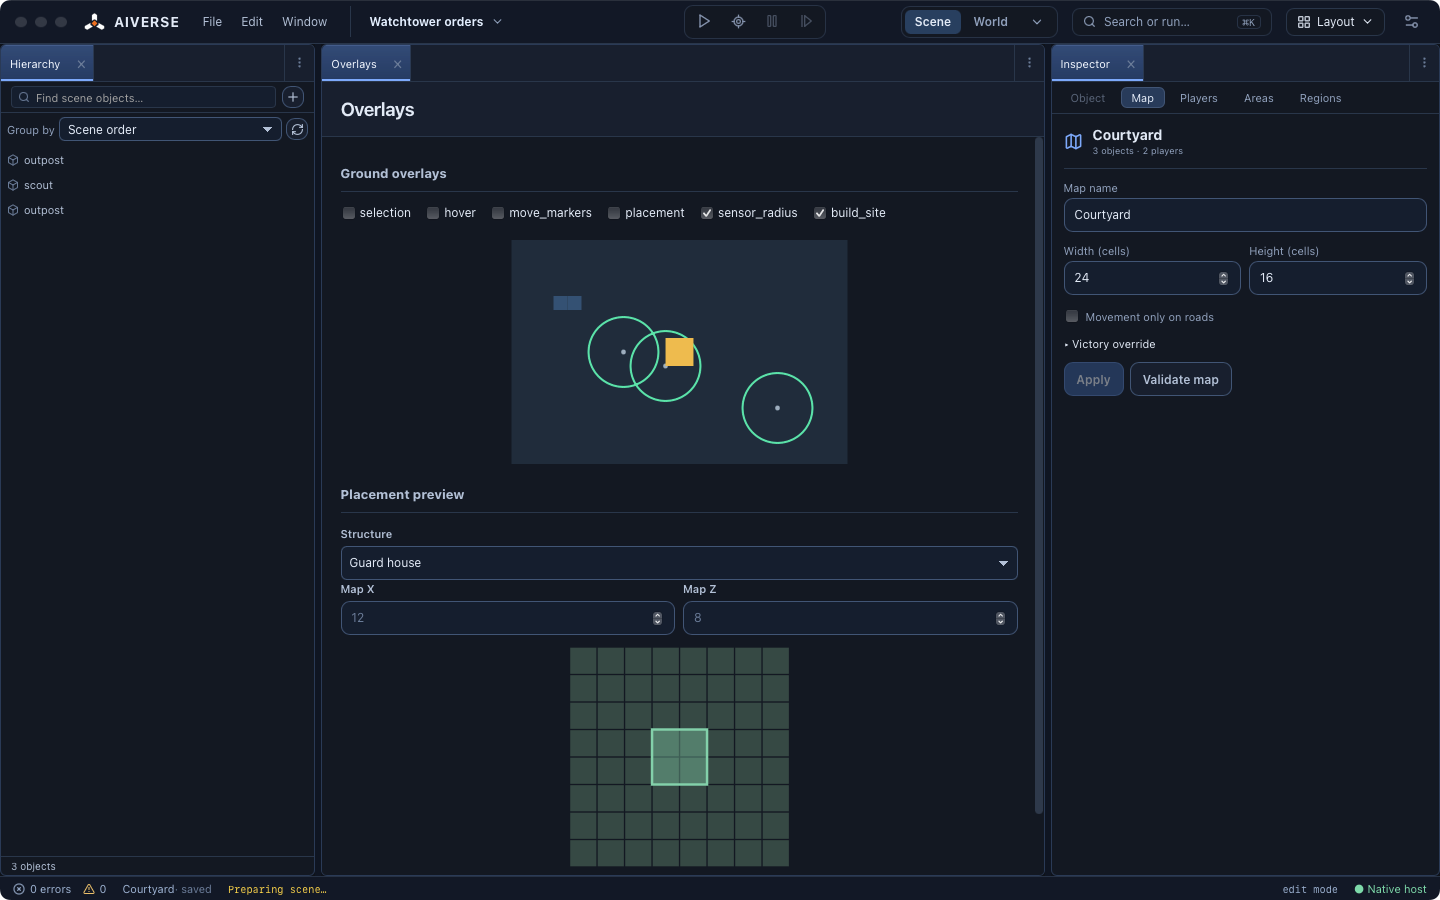 AIVERSE File Edit Window Watchtower orders Scene World Search or run... ⌘K Layout
Hierarchy
Find scene objects...
Group by Scene order
outpost
scout
outpost
3 objects
Overlays
Overlays
Ground overlays
selection hover move_markers placement sensor_radius build_site
Placement preview
Structure
Guard house
Map X Map Z
12 8
Inspector
Object Map Players Areas Regions
Courtyard
3 objects · 2 players
Map name
Courtyard
Width (cells) Height (cells)
24 16
Movement only on roads
Victory override
Apply Validate map
0 errors 0 Courtyard · saved Preparing scene… edit mode Native host